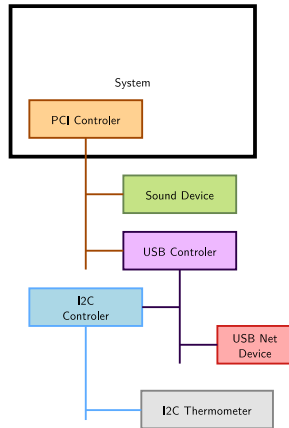 System
PCI Controler
Sound Device
USB Controler
I2C
Controler
USB Net
Device
I2C Thermometer